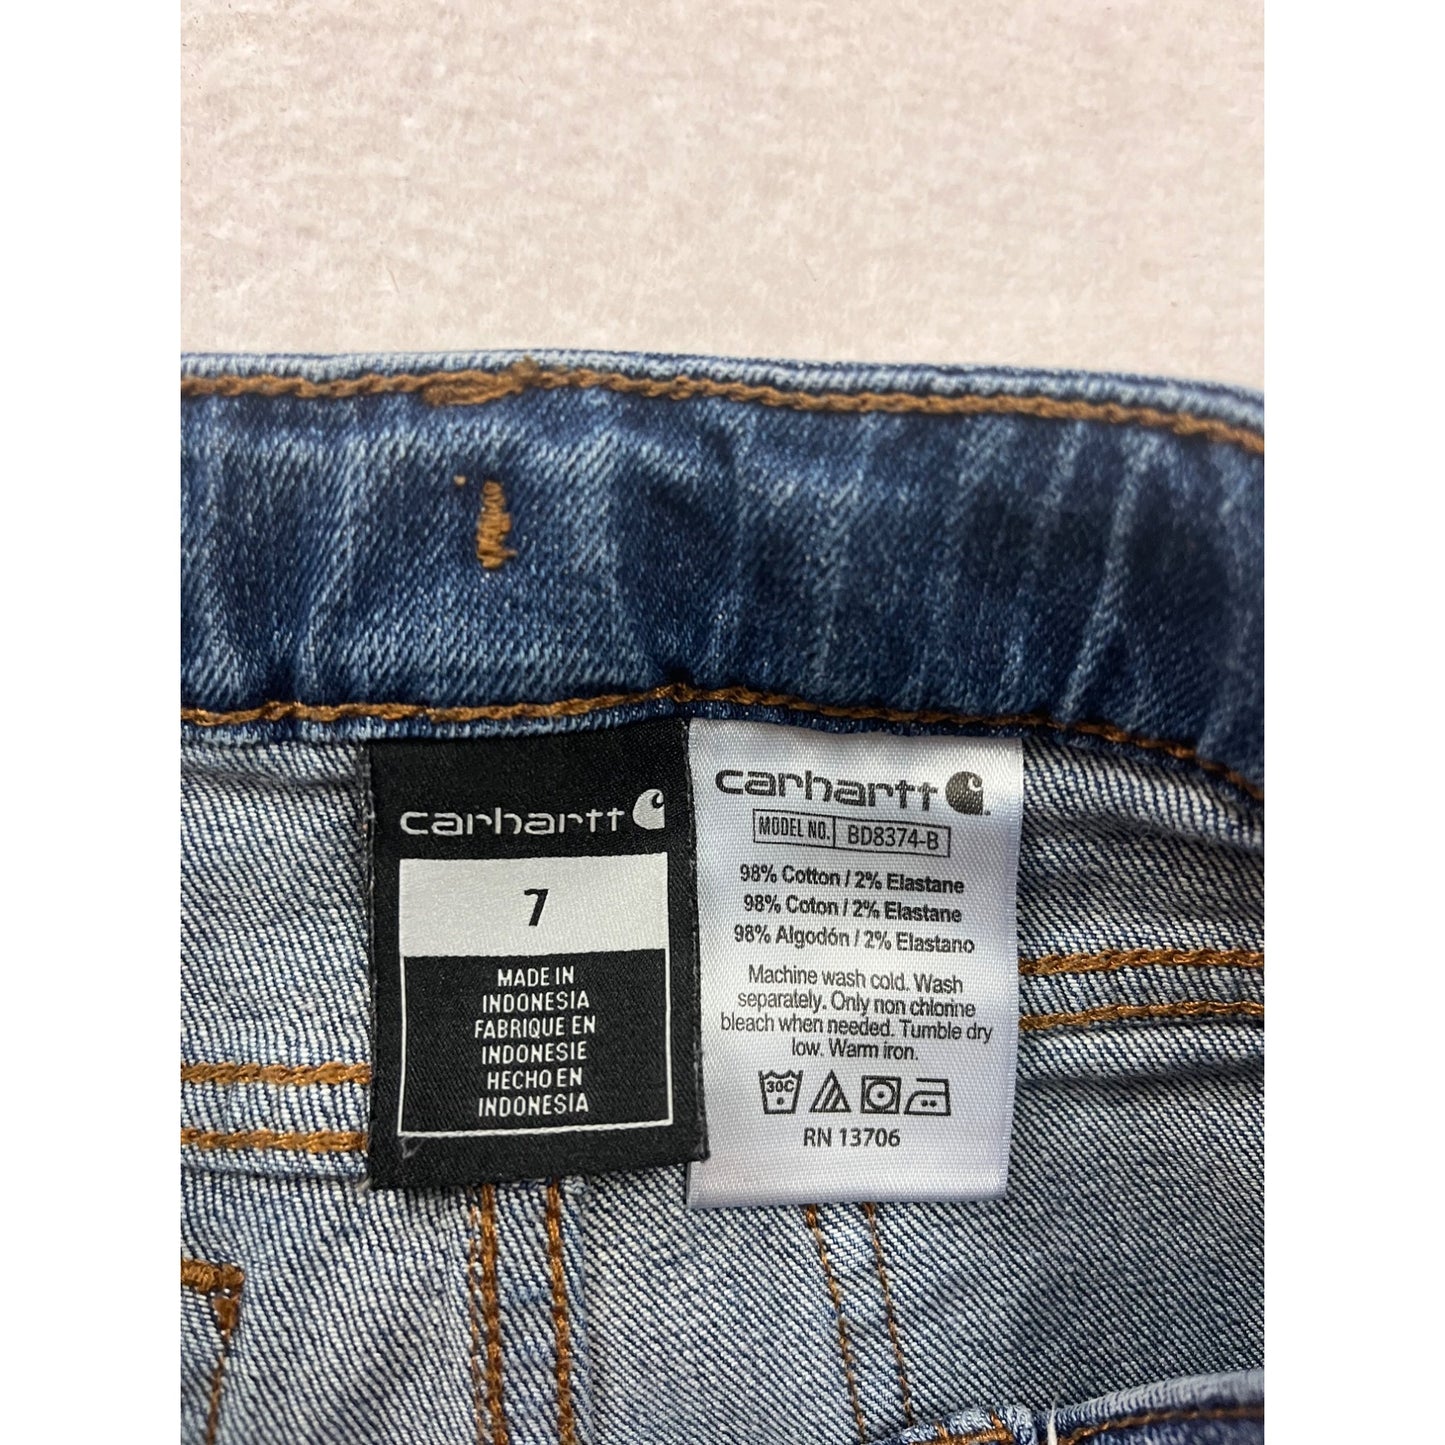 carhartt
7
MADE IN
INDONESIA
FABRIQUE EN
INDONESIE
HECHO EN
INDONESIA
carhartt
MODEL NO. BD8374-B
98% Cotton / 2% Elastane
98% Coton / 2% Elastane
98% Algodón / 2% Elastano
Machine wash cold. Wash
separately. Only non chlorine
bleach when needed. Tumble dry
low. Warm iron.
30C
RN 13706